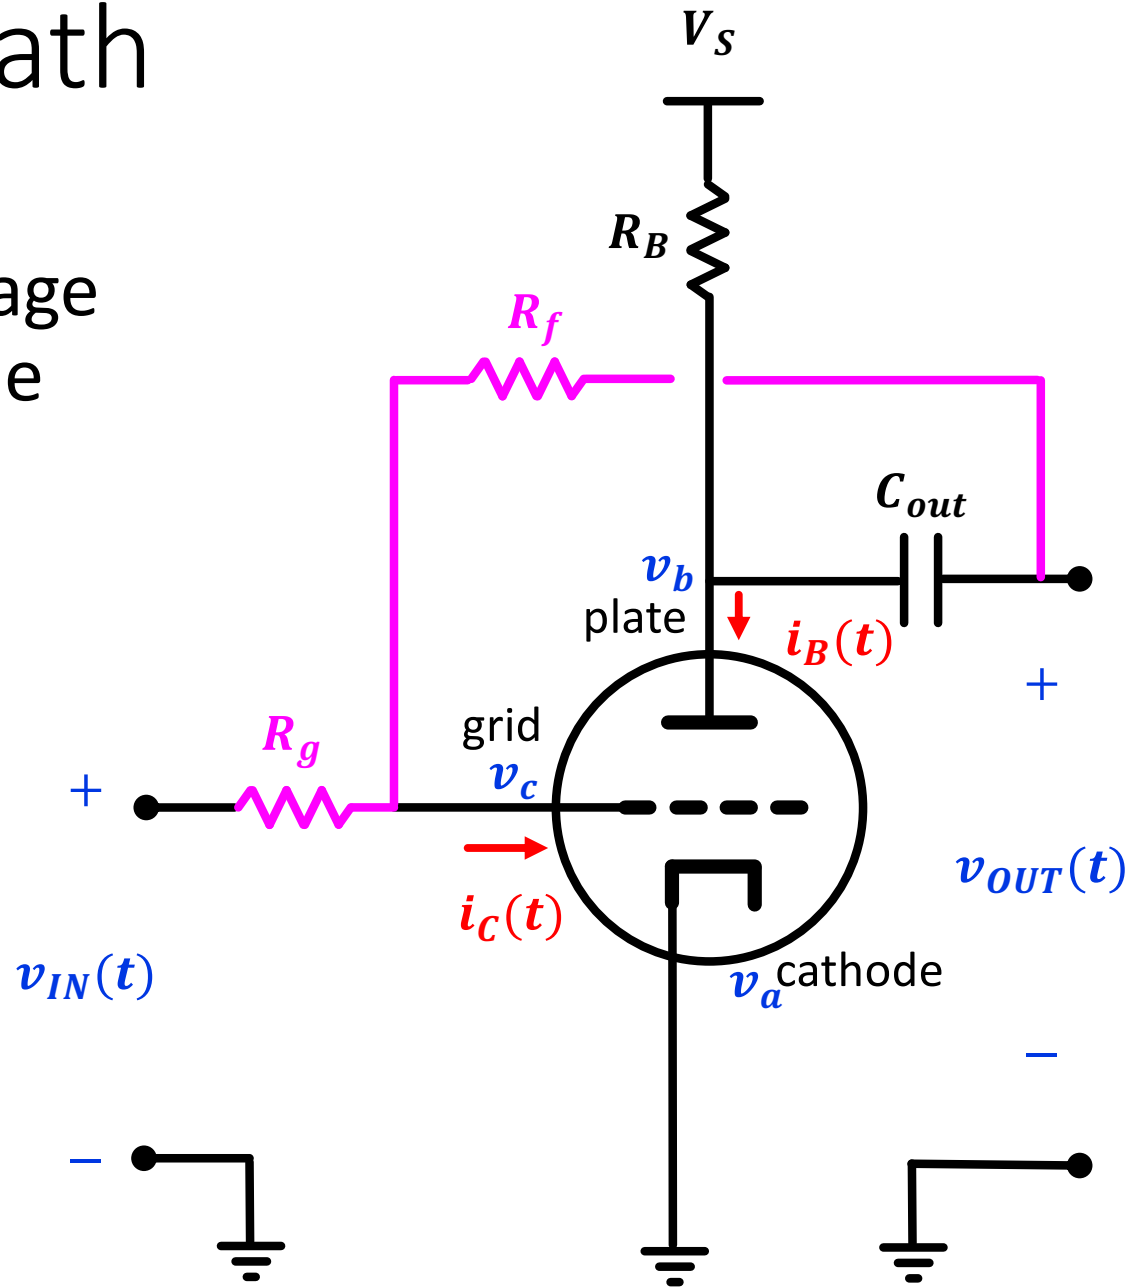 ath
V_S
R_B
age
R_f
e
C_out
v_b
plate
i_B(t)
+
grid
R_g
v_c
+
v_OUT(t)
i_C(t)
v_IN(t)
v_a cathode
−
−